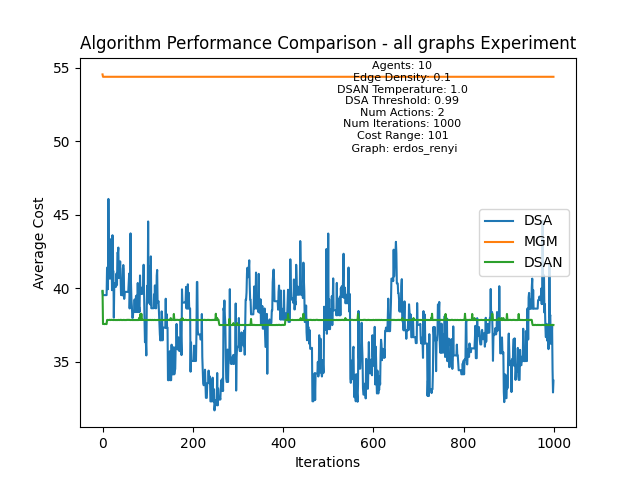 Algorithm Performance Comparison - all graphs Experiment
Agents: 10
Edge Density: 0.1
DSAN Temperature: 1.0
DSA Threshold: 0.99
Num Actions: 2
Num Iterations: 1000
Cost Range: 101
Graph: erdos_renyi
55
50
45
40
35
Average Cost
DSA
MGM
DSAN
0
200
400
600
800
1000
Iterations